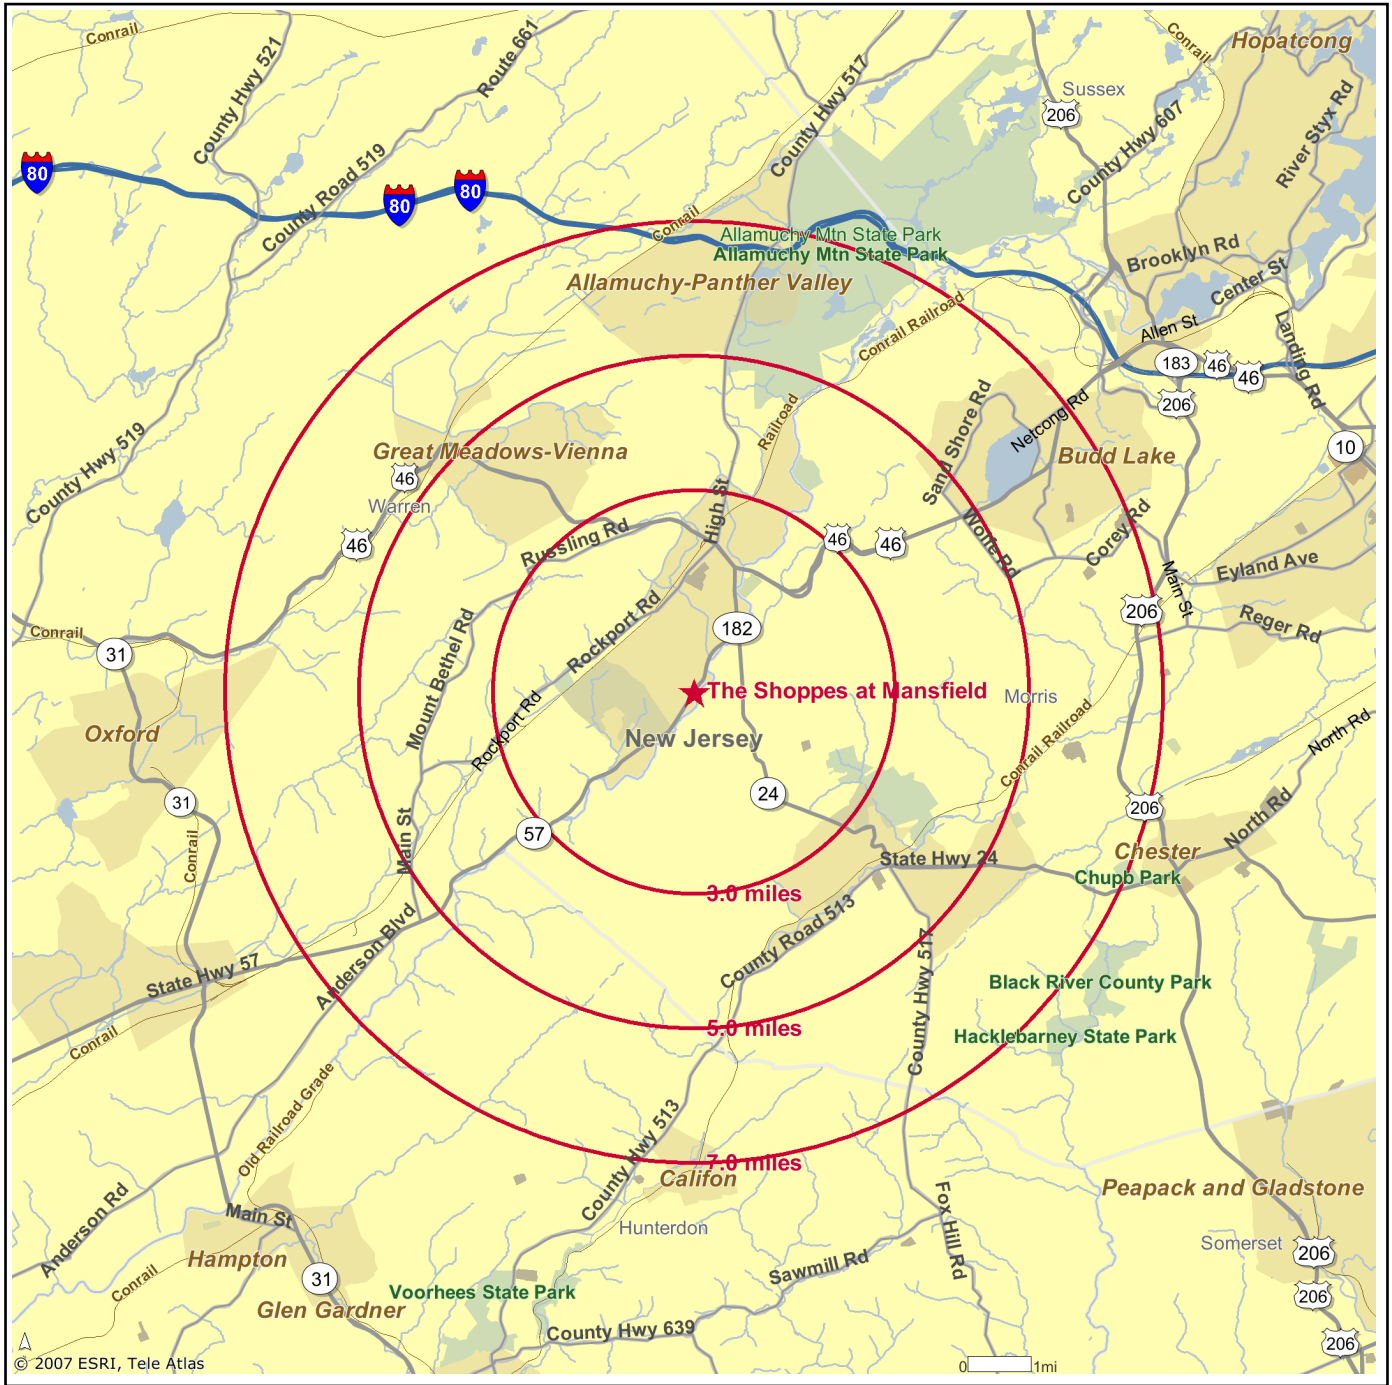 Conrail
County Hwy 521
Route 661
County Hwy 517
Conrail
Hopatcong
Sussex
206
County Hwy 607
River Styx Rd
80
County Road 519
80
80
Conrail
Allamuchy Mtn State Park
Allamuchy Mtn State Park
Brooklyn Rd
Center St
Allamuchy-Panther Valley
Conrail Railroad
Allen St
Landing Rd
183
46
46
206
County Hwy 519
Great Meadows-Vienna
Railroad
Sand Shore Rd
Netcong Rd
Budd Lake
10
46
Warren
46
Russling Rd
High St
46
46
Wolfe Rd
Corey Rd
Main St
Eyland Ave
Conrail
31
Mount Bethel Rd
Rockport Rd
182
206
Reger Rd
The Shoppes at Mansfield
Morris
Oxford
Rockport Rd
New Jersey
Conrail Railroad
North Rd
31
Conrail
24
206
North Rd
Main St
57
State Hwy 24
Chester
Chupb Park
3.0 miles
County Road 513
State Hwy 57
Anderson Blvd
County Hwy 517
Black River County Park
Conrail
5.0 miles
Hacklebarney State Park
Old Railroad Grade
County Hwy 513
7.0 miles
Califon
Peapack and Gladstone
Anderson Rd
Main St
Fox Hill Rd
Hunterdon
Hampton
Conrail
31
Sawmill Rd
Somerset
206
Voorhees State Park
206
Glen Gardner
County Hwy 639
206
© 2007 ESRI, Tele Atlas
0 1mi